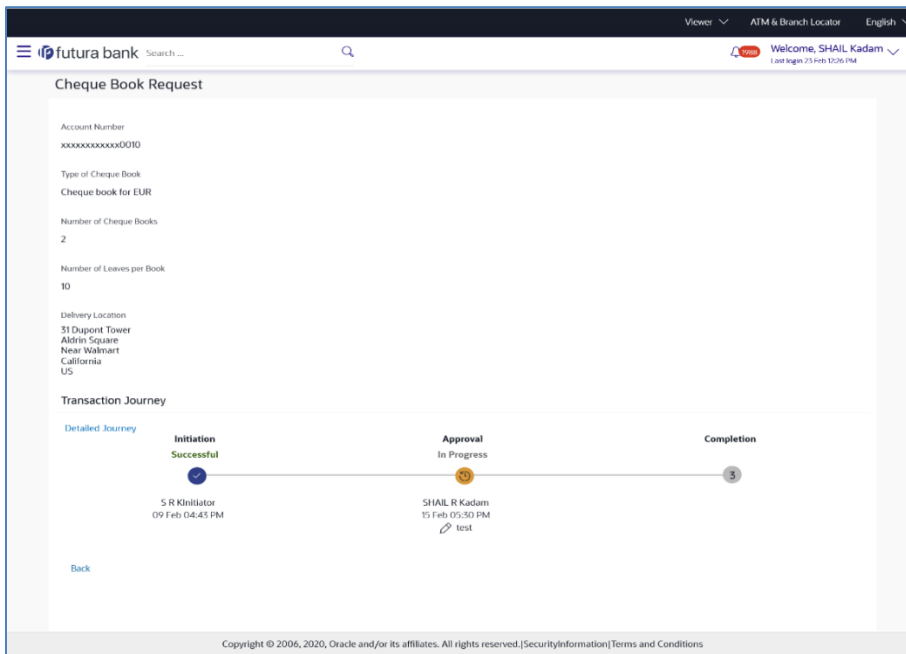 Viewer ATM & Branch Locator English
futura bank Search ... Welcome, SHAIL Kadam
Last login 23 Feb 12:26 PM
Cheque Book Request
Account Number
xxxxxxxxxxxx0010
Type of Cheque Book
Cheque book for EUR
Number of Cheque Books
2
Number of Leaves per Book
10
Delivery Location
31 Dupont Tower
Aldrin Square
Near Walmart
California
US
Transaction Journey
Detailed Journey
Initiation Approval Completion
Successful In Progress
3
S R KInitiator SHAIL R Kadam
09 Feb 04:43 PM 15 Feb 05:30 PM
test
Back
Copyright © 2006, 2020, Oracle and/or its affiliates. All rights reserved.|SecurityInformation|Terms and Conditions